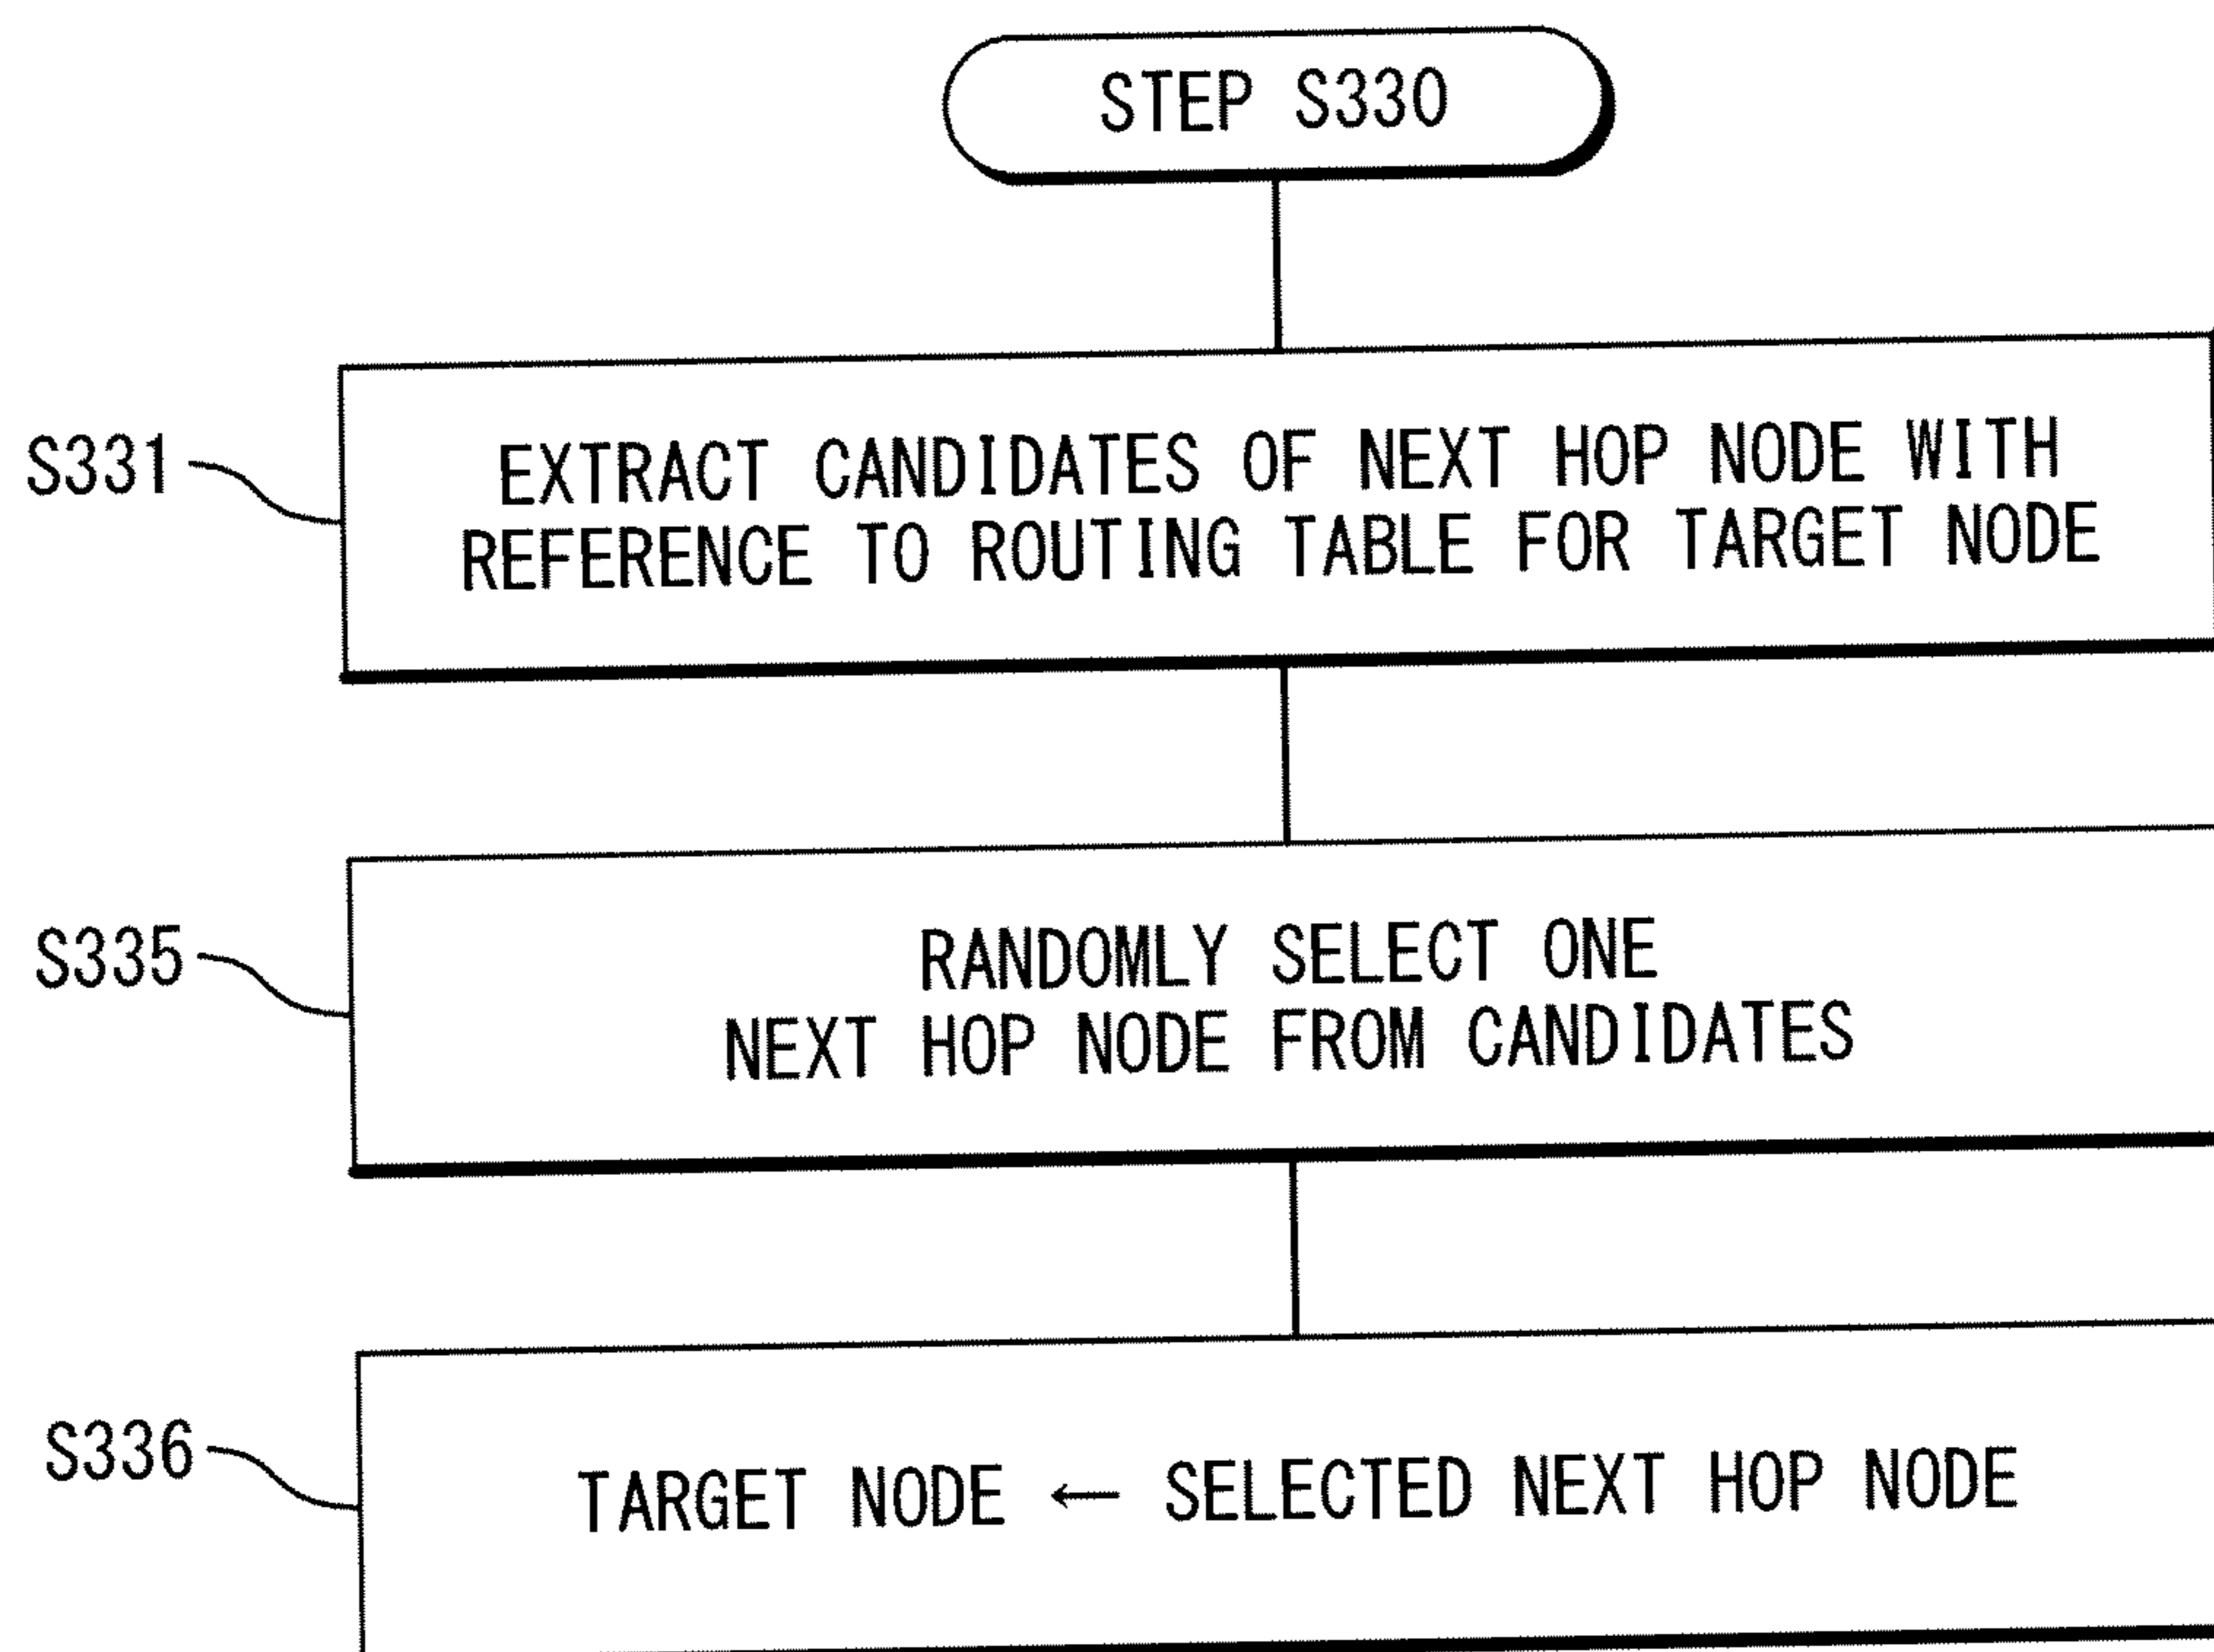 STEP S330
S331
EXTRACT CANDIDATES OF NEXT HOP NODE WITH
REFERENCE TO ROUTING TABLE FOR TARGET NODE
S335
RANDOMLY SELECT ONE
NEXT HOP NODE FROM CANDIDATES
S336
TARGET NODE ← SELECTED NEXT HOP NODE